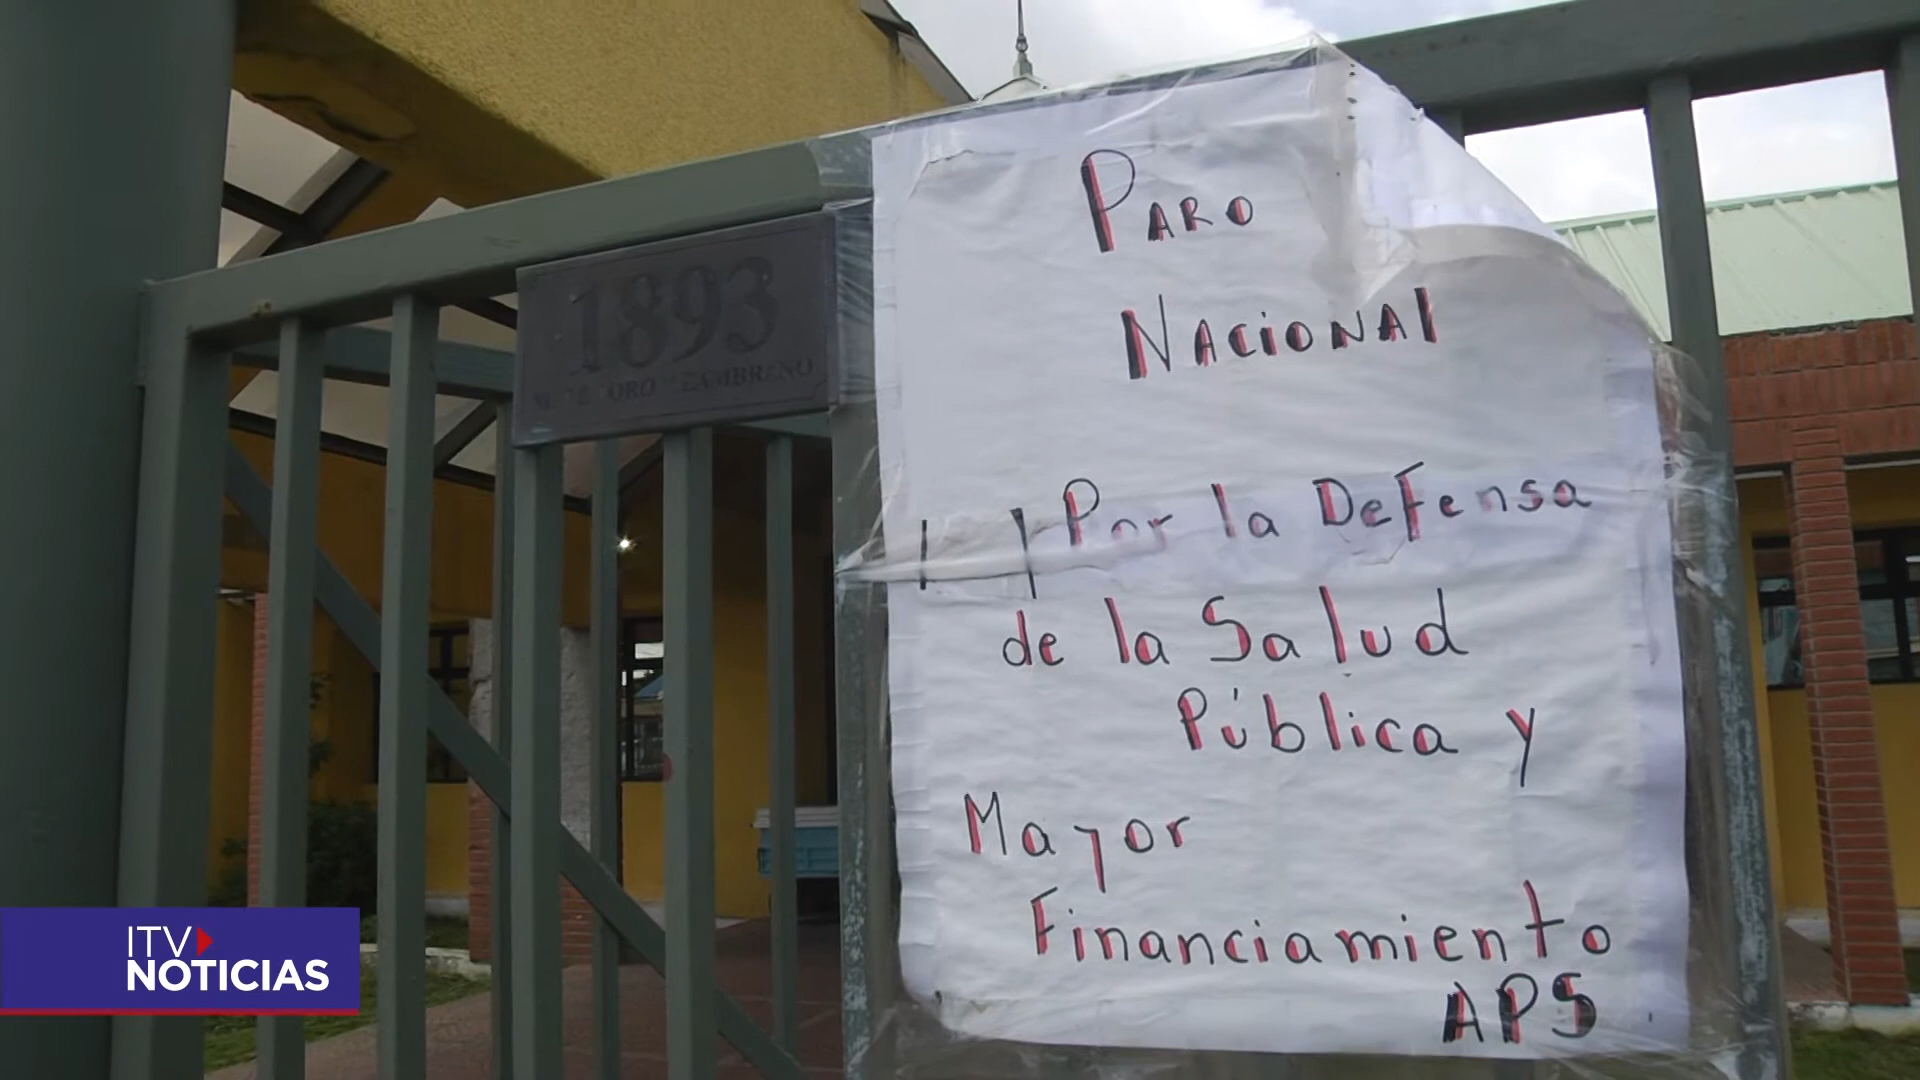 1893
Paro
Nacional
Por la Defensa
de la Salud
Pública y
Mayor
Financiamiento
APS
ITV
NOTICIAS